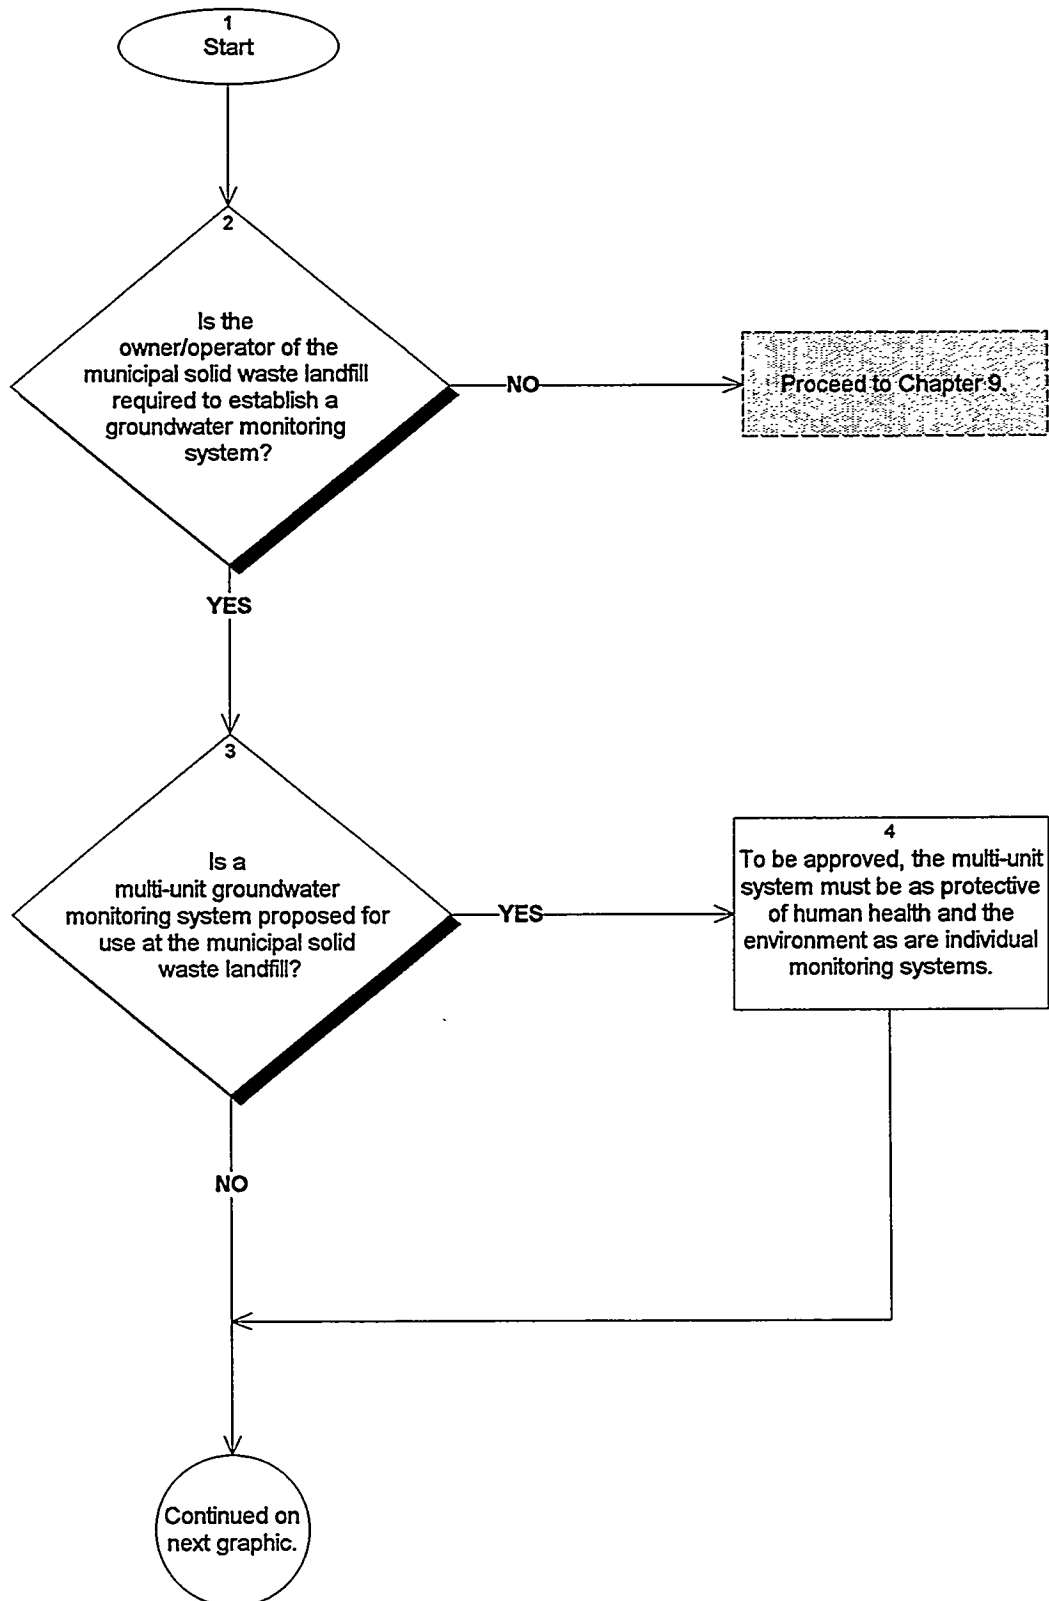 1
Start
2
Is the
owner/operator of the
municipal solid waste landfill
required to establish a
groundwater monitoring
system?
NO
Proceed to Chapter 9.
YES
3
Is a
multi-unit groundwater
monitoring system proposed for
use at the municipal solid
waste landfill?
YES
4
To be approved, the multi-unit
system must be as protective
of human health and the
environment as are individual
monitoring systems.
NO
Continued on
next graphic.